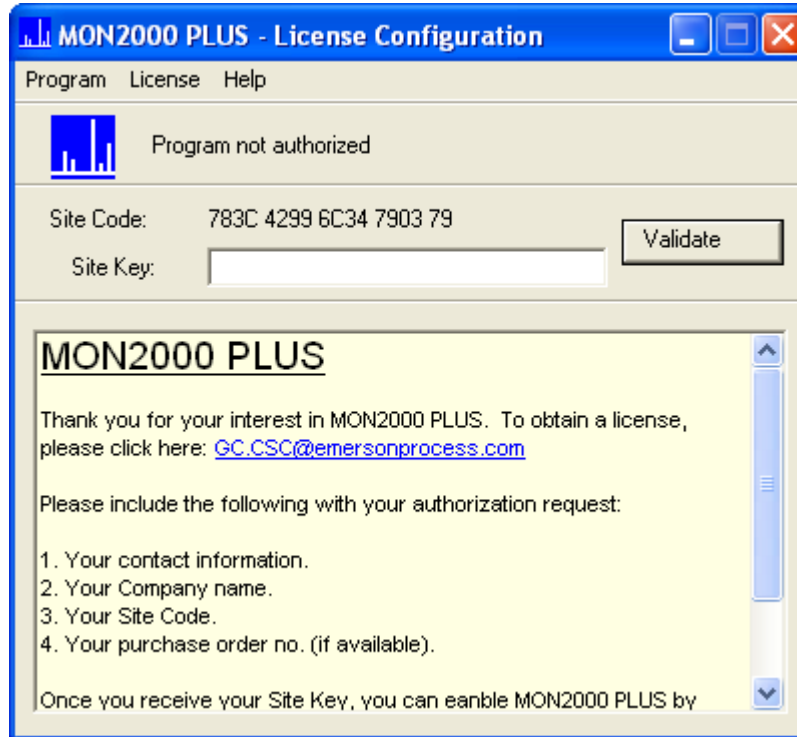 MON2000 PLUS - License Configuration
Program License Help
Program not authorized
Site Code: 783C 4299 6C34 7903 79
Validate
Site Key:
MON2000 PLUS
Thank you for your interest in MON2000 PLUS. To obtain a license,
please click here: GC.CSC@emersonprocess.com
Please include the following with your authorization request:
1. Your contact information.
2. Your Company name.
3. Your Site Code.
4. Your purchase order no. (if available).
Once you receive your Site Key, you can eanble MON2000 PLUS by